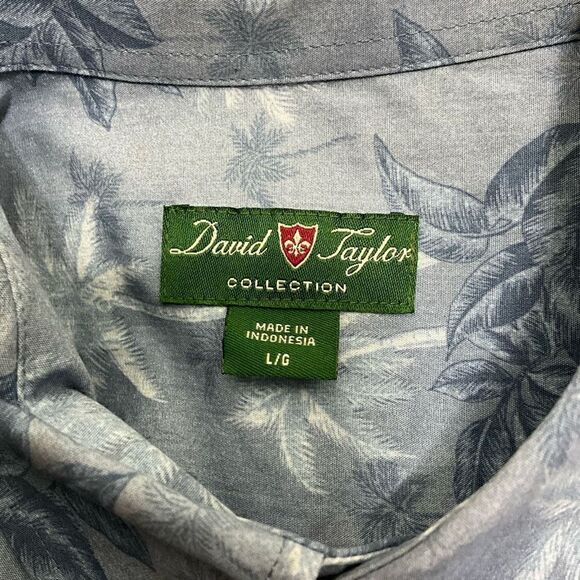 David Taylor
COLLECTION
MADE IN
INDONESIA
L/G